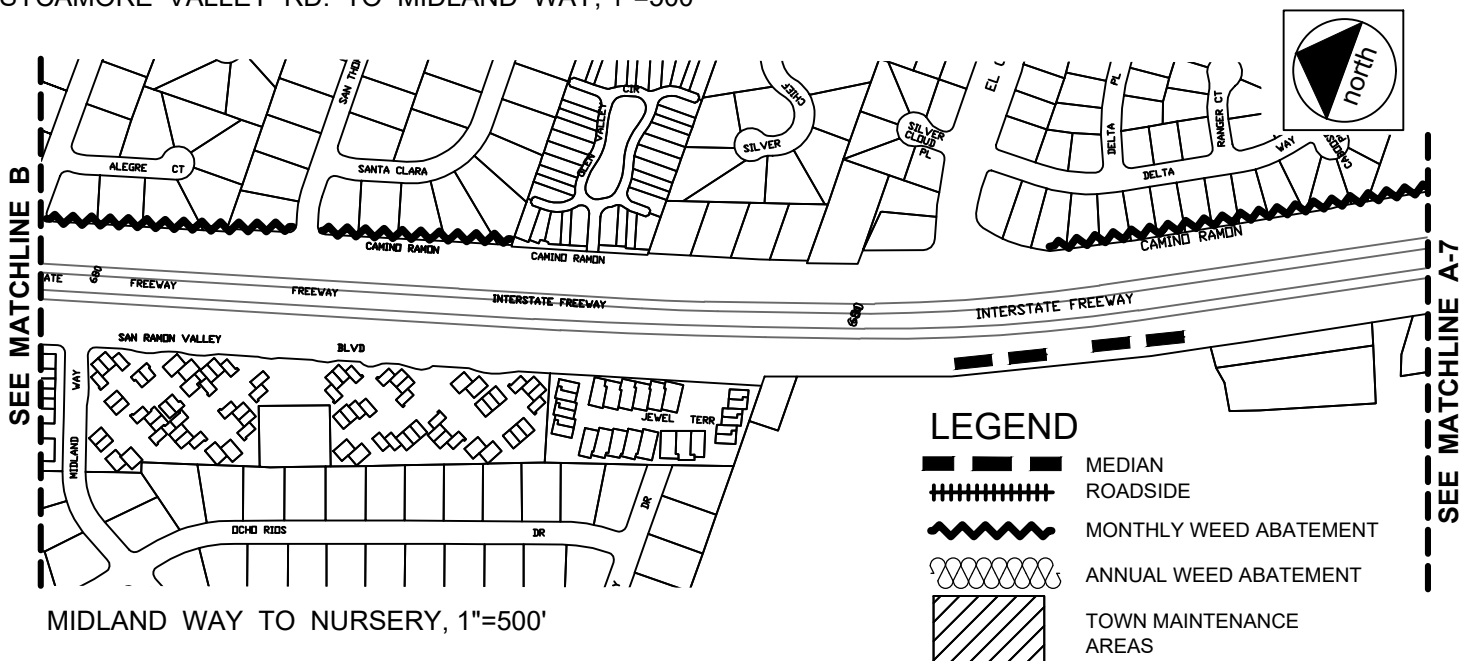 SYCAMORE VALLEY RD. TO MIDLAND WAY, 1"=500'
north
SEE MATCHLINE B
SEE MATCHLINE A-7
ALEGRE CT
SAN THO
SANTA CLARA
GLEN VALLEY CIR
SILVER CHIEF
SILVER CLOUD PL
EL C
DELTA PL
RANGER CT
DELTA WAY
CAMINO RAMON
CAMINO RAMON
CAMINO RAMON
ATE
680
FREEWAY
FREEWAY
INTERSTATE FREEWAY
680
INTERSTATE FREEWAY
SAN RAMON VALLEY BLVD
MIDLAND WAY
JEWEL TERR
OCHO RIOS DR
DR
LEGEND
MEDIAN
ROADSIDE
MONTHLY WEED ABATEMENT
ANNUAL WEED ABATEMENT
TOWN MAINTENANCE
AREAS
MIDLAND WAY TO NURSERY, 1"=500'